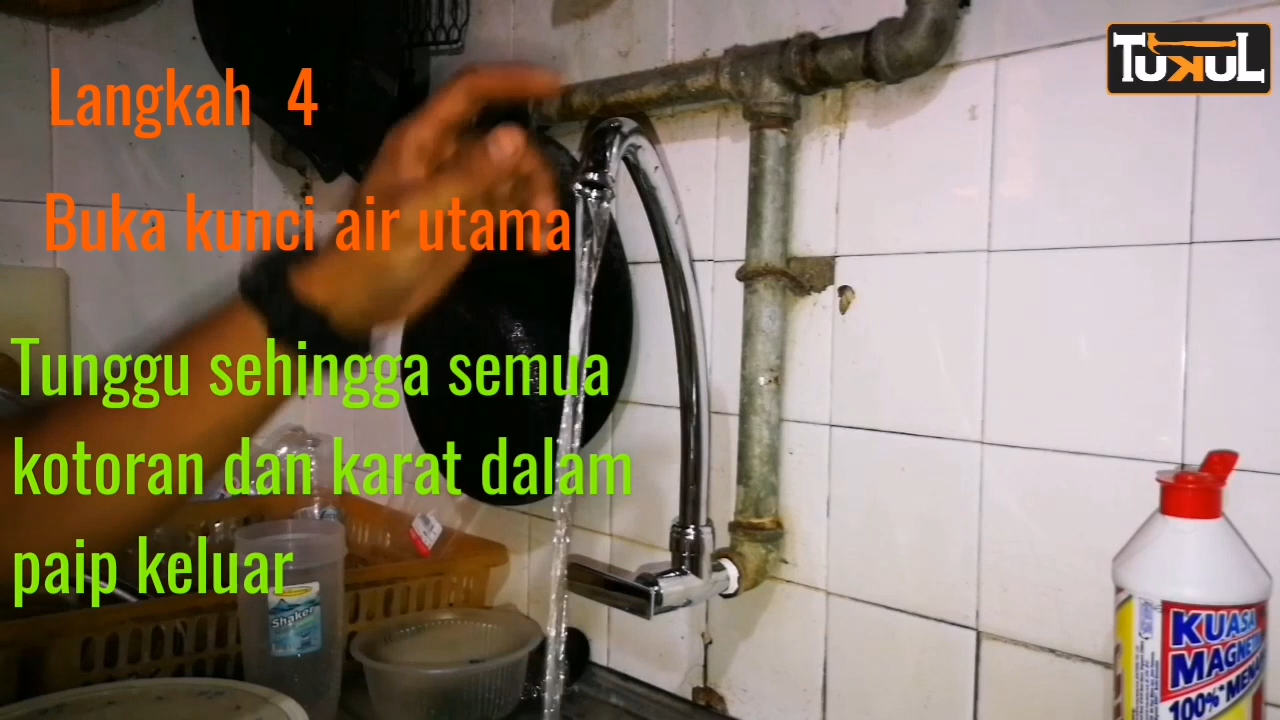 Langkah 4
TUKUL
Buka kunci air utama
Tunggu sehingga semua
kotoran dan karat dalam
paip keluar
Shaker
KUASA
MAGNE
100% MENA